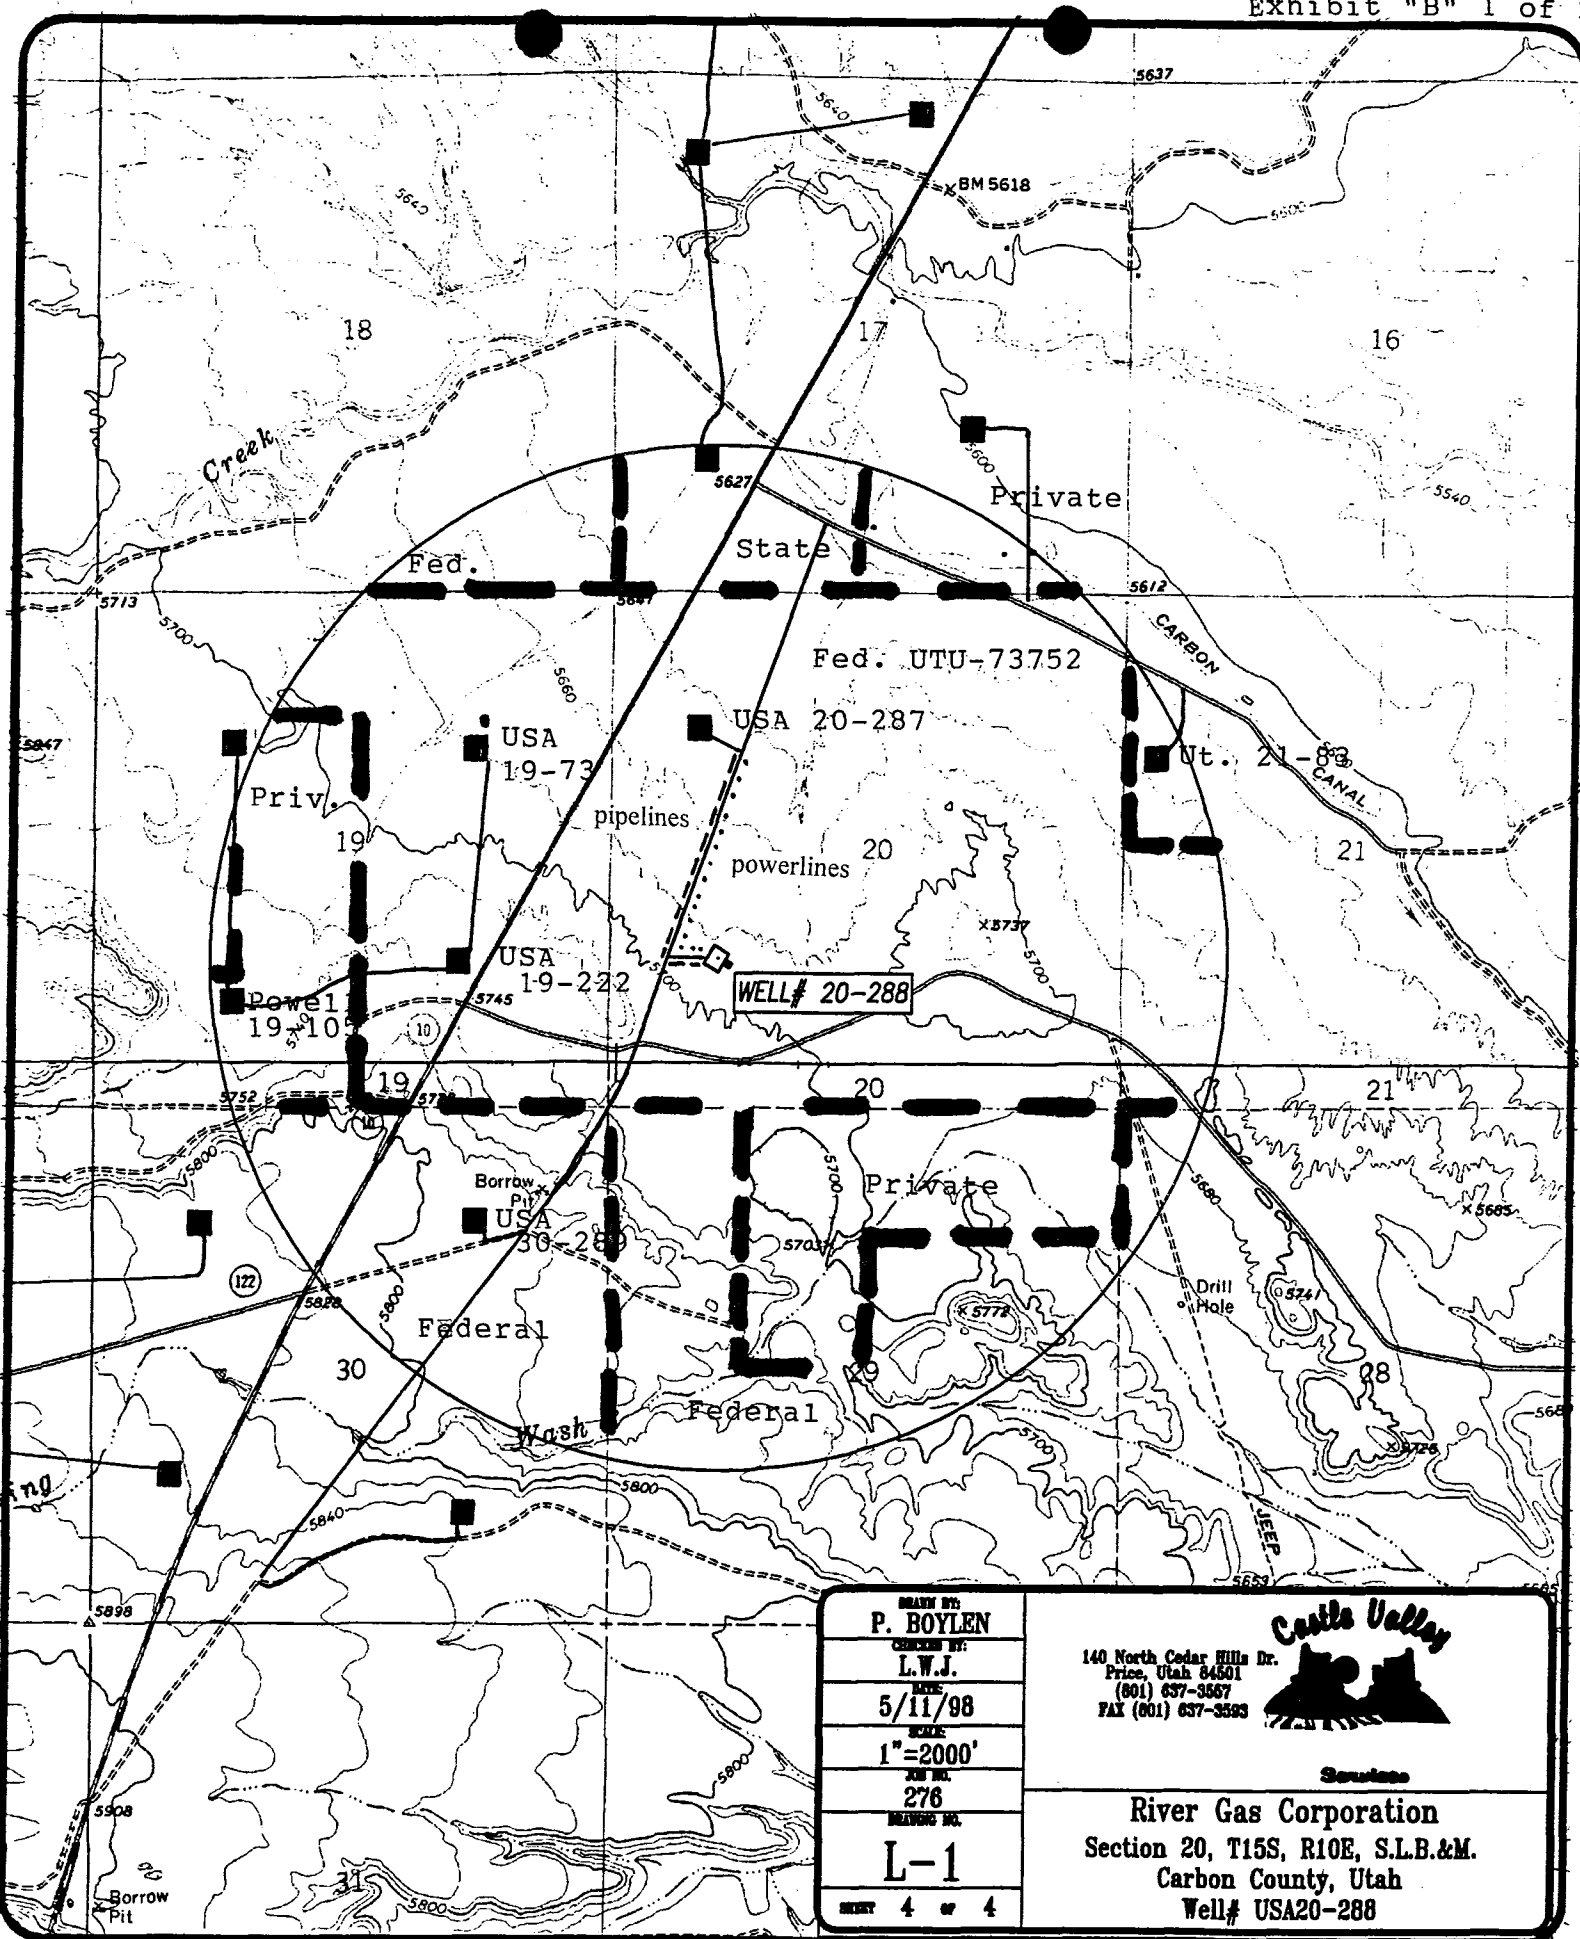 Exhibit "B" 1 of
5637
5640
BM 5618
5640
5600
18
17
16
Creek
5600
5627
Private
5540
State
Fed.
5713
5612
5700
CARBON
Fed. UTU-73752
5660
USA 20-287
USA
19-73
Ut. 21-83
CANAL
Priv.
pipelines
19
powerlines
20
21
5737
5700
USA
19-222
5700
WELL# 20-288
5745
Powell
19-105
5740
10
19
20
21
5752
10
5800
Borrow
Pit
5700
Private
5680
5685
USA
30-289
5703
122
5828
5800
Drill
Hole
5741
5772
Federal
30
29
28
Federal
Wash
5700
5800
5840
JEEP
5653
5898
5800
5908
Borrow
Pit
31
5800
DRAWN BY:
P. BOYLEN
CHECKED BY:
L.W.J.
DATE:
5/11/98
SCALE:
1"=2000'
JOB NO.
276
DRAWING NO.
L-1
SHEET 4 OF 4
Castle Valley
140 North Cedar Hills Dr.
Price, Utah 84501
(801) 637-3567
FAX (801) 637-3593
Services
River Gas Corporation
Section 20, T15S, R10E, S.L.B.&M.
Carbon County, Utah
Well# USA20-288